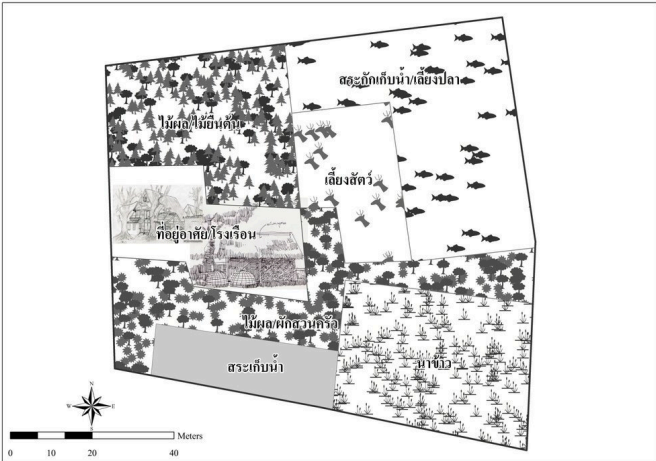 สระกักเก็บน้ำ/เลี้ยงปลา
ไม้ผล/ไม้ยืนต้น
เลี้ยงสัตว์
ที่อยู่อาศัย/โรงเรือน
ไม้ผล/ผักสวนครัว
สระเก็บน้ำ
นาข้าว
N
W E
S
Meters
0 10 20 40